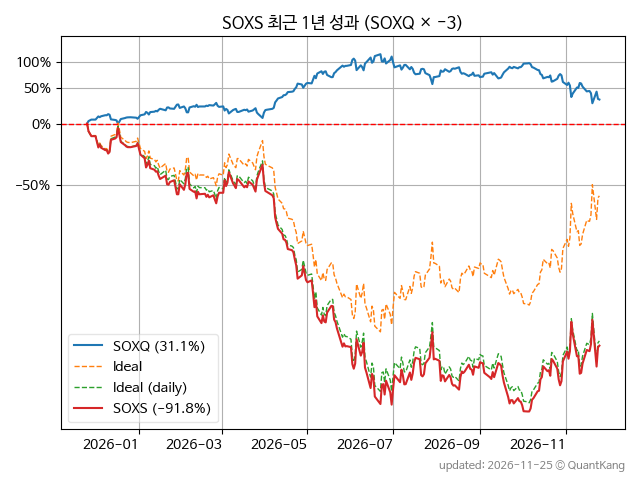 SOXS 최근 1년 성과 (SOXQ × −3)
100%
50%
0%
−50%
SOXQ (31.1%)
Ideal
Ideal (daily)
SOXS (−91.8%)
2026-01
2026-03
2026-05
2026-07
2026-09
2026-11
updated: 2026-11-25 © QuantKang